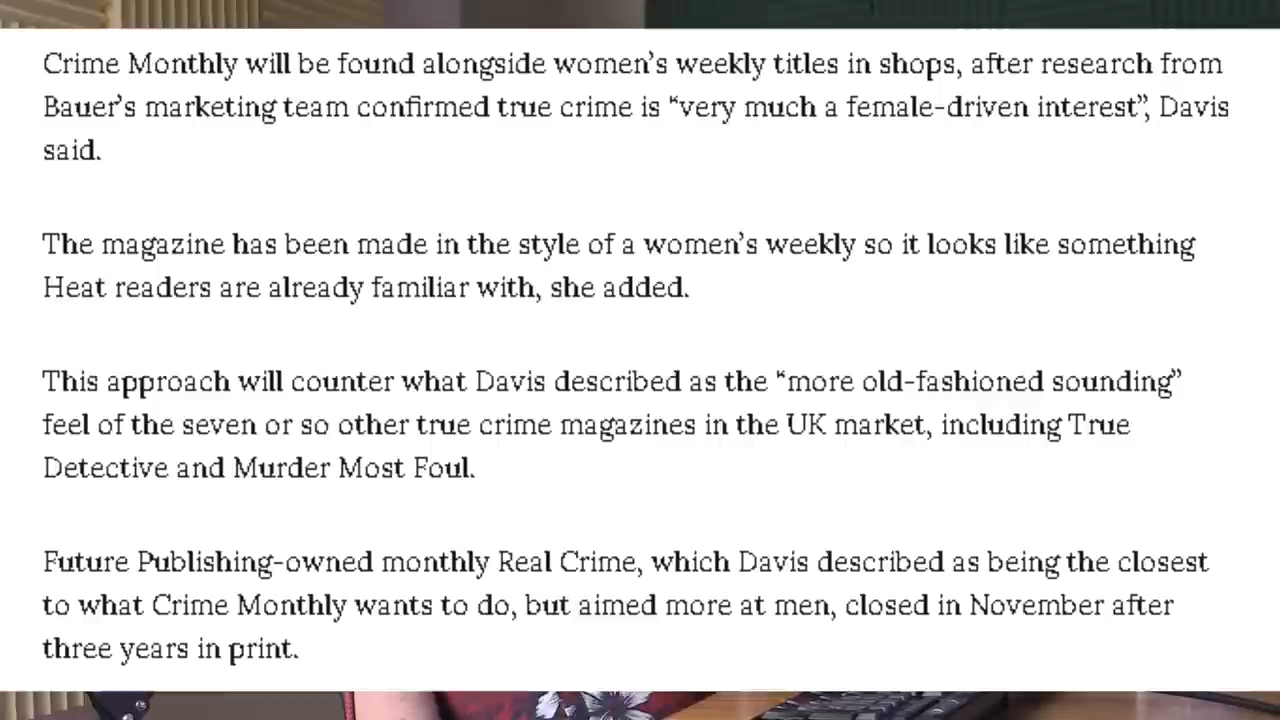 Crime Monthly will be found alongside women’s weekly titles in shops, after research from
Bauer’s marketing team confirmed true crime is “very much a female-driven interest”, Davis
said.
The magazine has been made in the style of a women’s weekly so it looks like something
Heat readers are already familiar with, she added.
This approach will counter what Davis described as the “more old-fashioned sounding”
feel of the seven or so other true crime magazines in the UK market, including True
Detective and Murder Most Foul.
Future Publishing-owned monthly Real Crime, which Davis described as being the closest
to what Crime Monthly wants to do, but aimed more at men, closed in November after
three years in print.